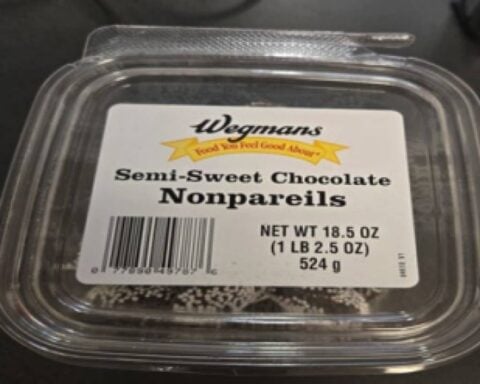 Wegmans
Food You Feel Good About
Semi-Sweet Chocolate
Nonpareils
NET WT 18.5 OZ
(1 LB 2.5 OZ)
524 g